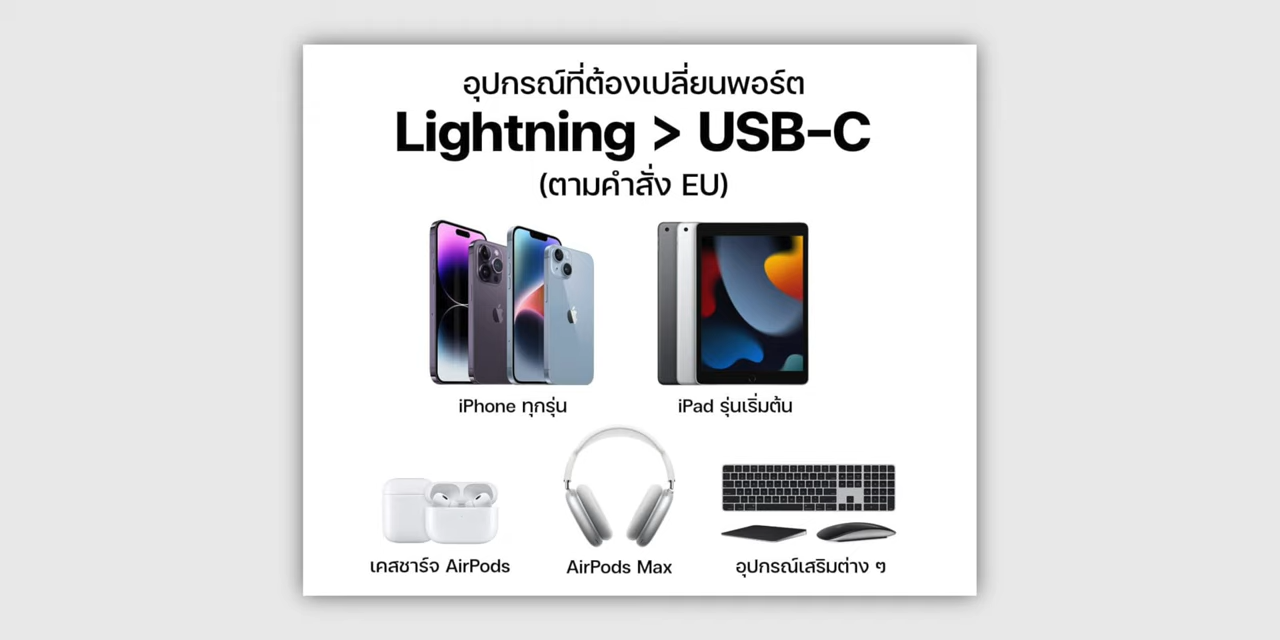 อุปกรณ์ที่ต้องเปลี่ยนพอร์ต
Lightning > USB-C
(ตามคำสั่ง EU)
iPhone ทุกรุ่น
iPad รุ่นเริ่มต้น
เคสชาร์จ AirPods
AirPods Max
อุปกรณ์เสริมต่าง ๆ